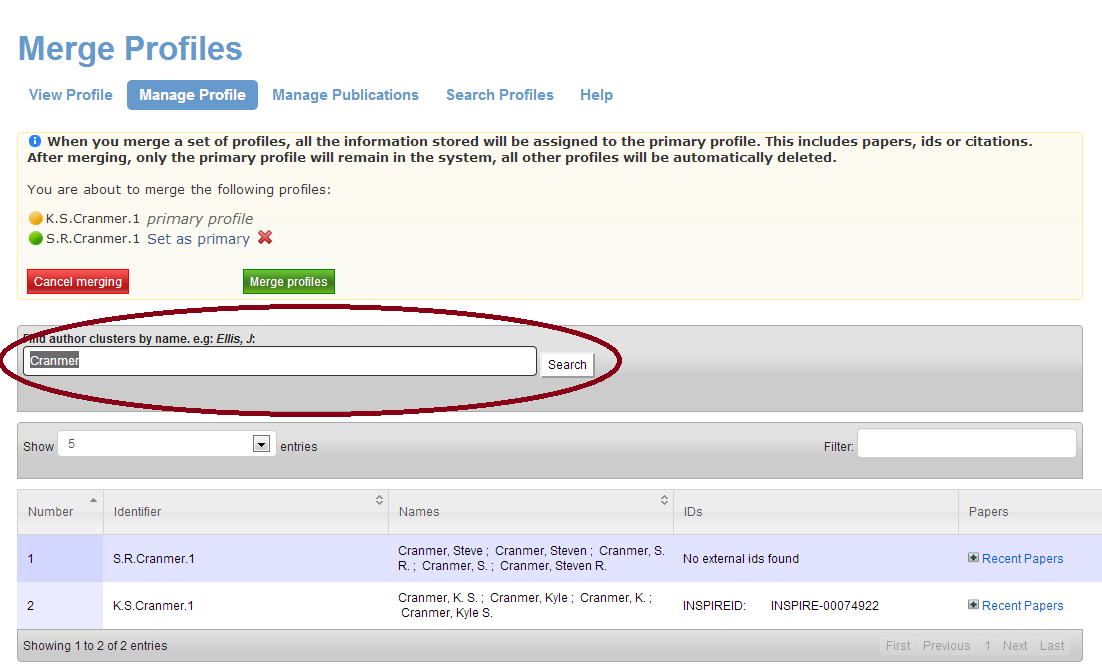 Merge Profiles
View Profile Manage Profile Manage Publications Search Profiles Help
When you merge a set of profiles, all the information stored will be assigned to the primary profile. This includes papers, ids or citations.
After merging, only the primary profile will remain in the system, all other profiles will be automatically deleted.
You are about to merge the following profiles:
K.S.Cranmer.1 primary profile
S.R.Cranmer.1 Set as primary
Cancel merging Merge profiles
Find author clusters by name. e.g: Ellis, J:
Cranmer Search
Show 5 entries Filter:
Number Identifier Names IDs Papers
1 S.R.Cranmer.1 Cranmer, Steve ; Cranmer, Steven ; Cranmer, S. No external ids found Recent Papers
R. ; Cranmer, S. ; Cranmer, Steven R.
2 K.S.Cranmer.1 Cranmer, K. S. ; Cranmer, Kyle ; Cranmer, K. ; INSPIREID: INSPIRE-00074922 Recent Papers
Cranmer, Kyle S.
Showing 1 to 2 of 2 entries First Previous 1 Next Last